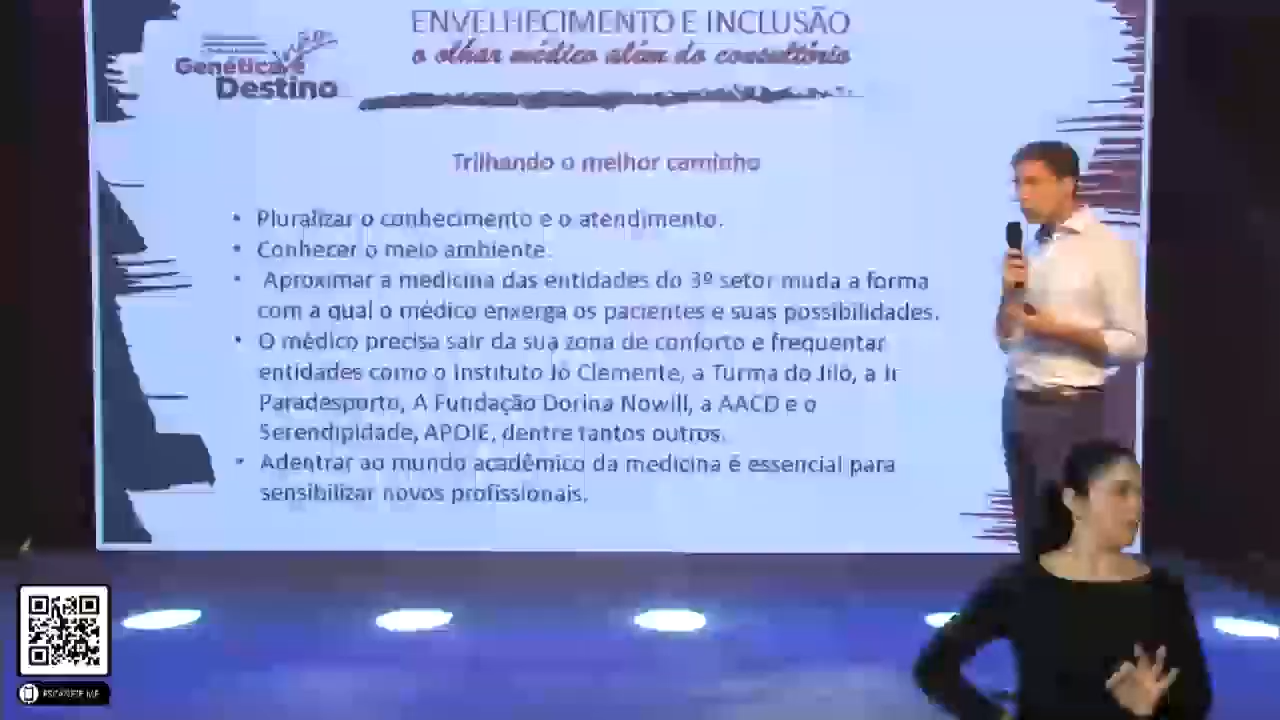 ENVELHECIMENTO E INCLUSÃO
o olhar médico além do consultório
Genética não é
Destino
Trilhando o melhor caminho
• Pluralizar o conhecimento e o atendimento.
• Conhecer o meio ambiente.
• Aproximar a medicina das entidades do 3º setor muda a forma
com a qual o médico enxerga os pacientes e suas possibilidades.
• O médico precisa sair da sua zona de conforto e frequentar
entidades como o Instituto Jô Clemente, a Turma do Jiló, a Ir
Paradesporto, A Fundação Dorina Nowill, a AACD e o
Serendipidade, APOIE, dentre tantos outros.
• Adentrar ao mundo acadêmico da medicina é essencial para
sensibilizar novos profissionais.